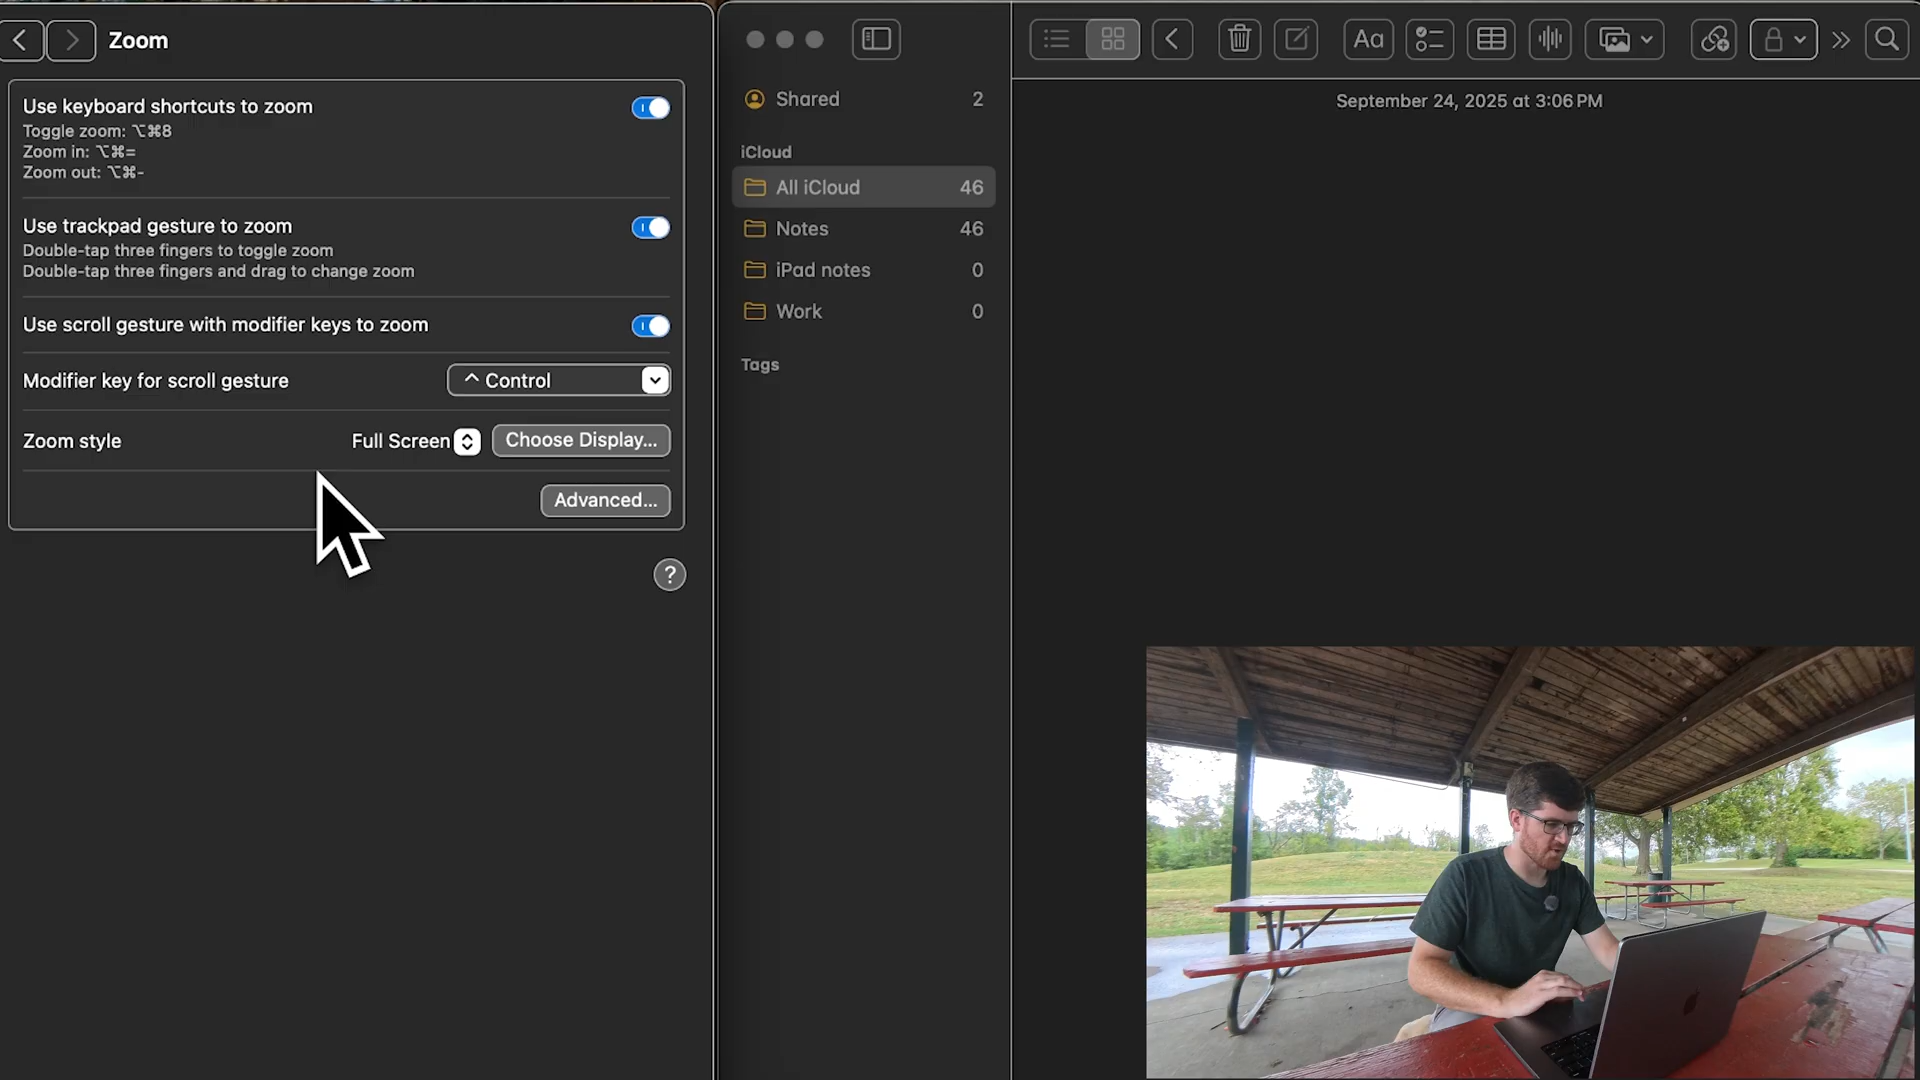 Zoom
Use keyboard shortcuts to zoom
Toggle zoom: ⌥⌘8
Zoom in: ⌥⌘=
Zoom out: ⌥⌘-
Use trackpad gesture to zoom
Double-tap three fingers to toggle zoom
Double-tap three fingers and drag to change zoom
Use scroll gesture with modifier keys to zoom
Modifier key for scroll gesture
^ Control
Zoom style
Full Screen
Choose Display...
Advanced...
?
Shared 2
iCloud
All iCloud 46
Notes 46
iPad notes 0
Work 0
Tags
Aa
September 24, 2025 at 3:06 PM